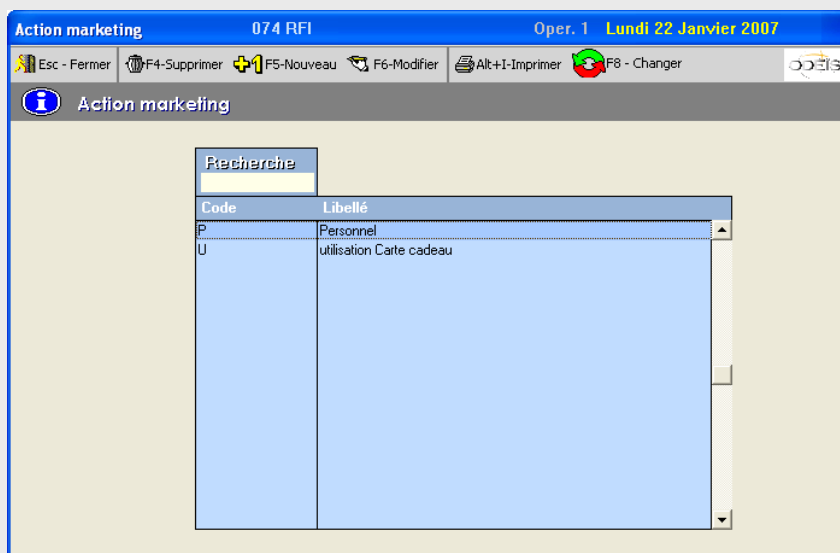 Action marketing 074 RFI Oper. 1 Lundi 22 Janvier 2007
Esc - Fermer F4-Supprimer F5-Nouveau F6-Modifier Alt+I-Imprimer F8 - Changer
Action marketing
Recherche
Code Libellé
P Personnel
U utilisation Carte cadeau